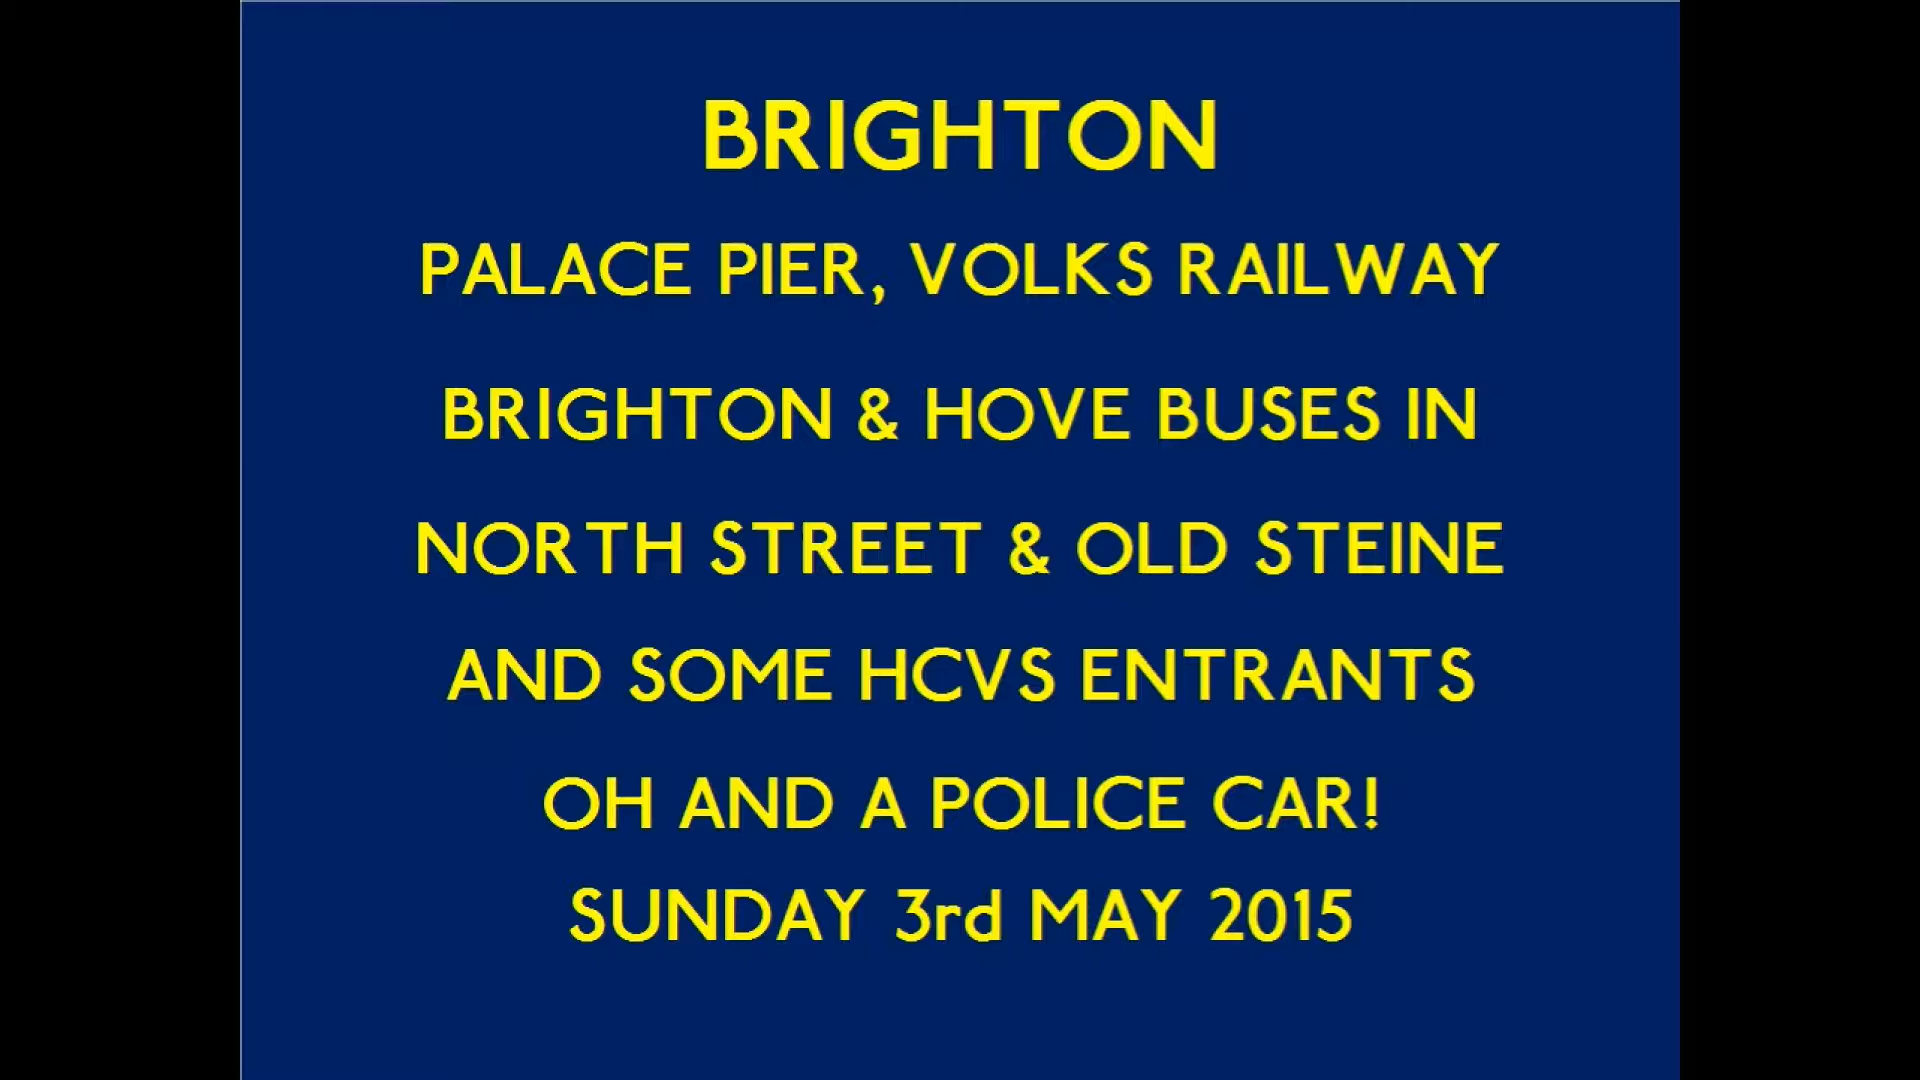 BRIGHTON
PALACE PIER, VOLKS RAILWAY
BRIGHTON & HOVE BUSES IN
NORTH STREET & OLD STEINE
AND SOME HCVS ENTRANTS
OH AND A POLICE CAR!
SUNDAY 3rd MAY 2015